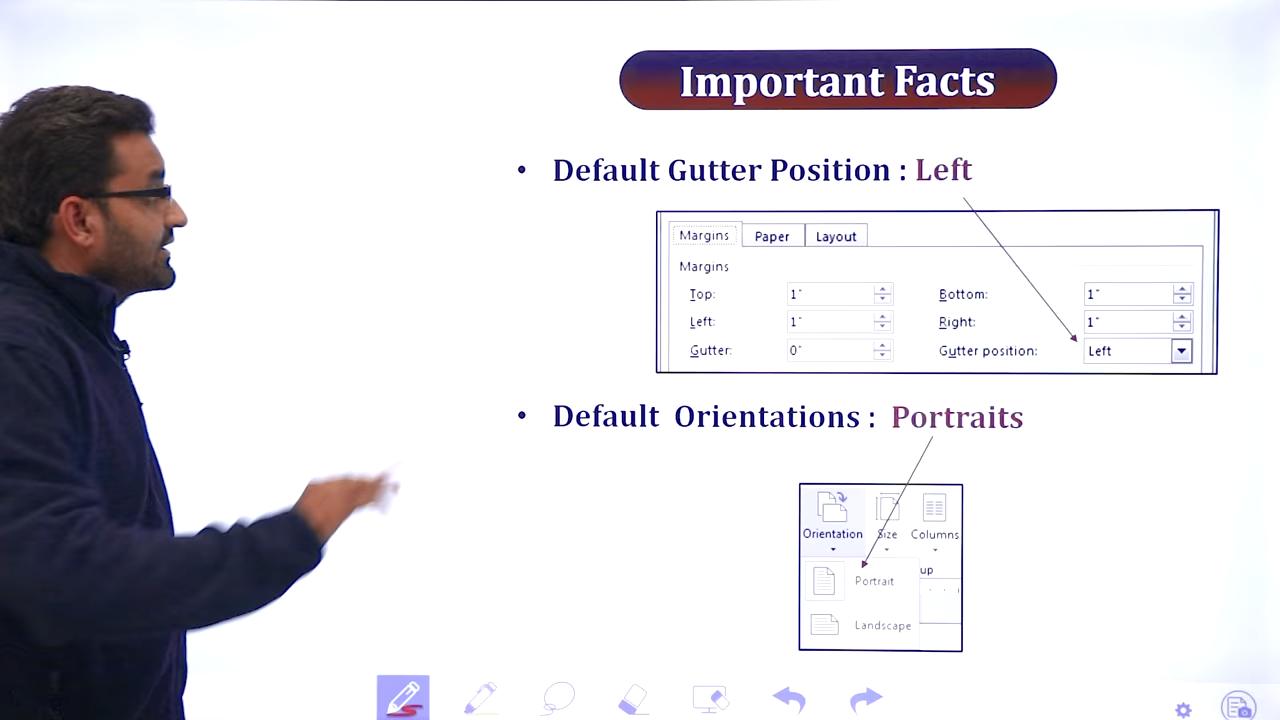 Important Facts
• Default Gutter Position : Left
Margins Paper Layout
Margins
Top: 1" Bottom: 1"
Left: 1" Right: 1"
Gutter: 0" Gutter position: Left
• Default Orientations : Portraits
Orientation Size Columns
up
Portrait
Landscape